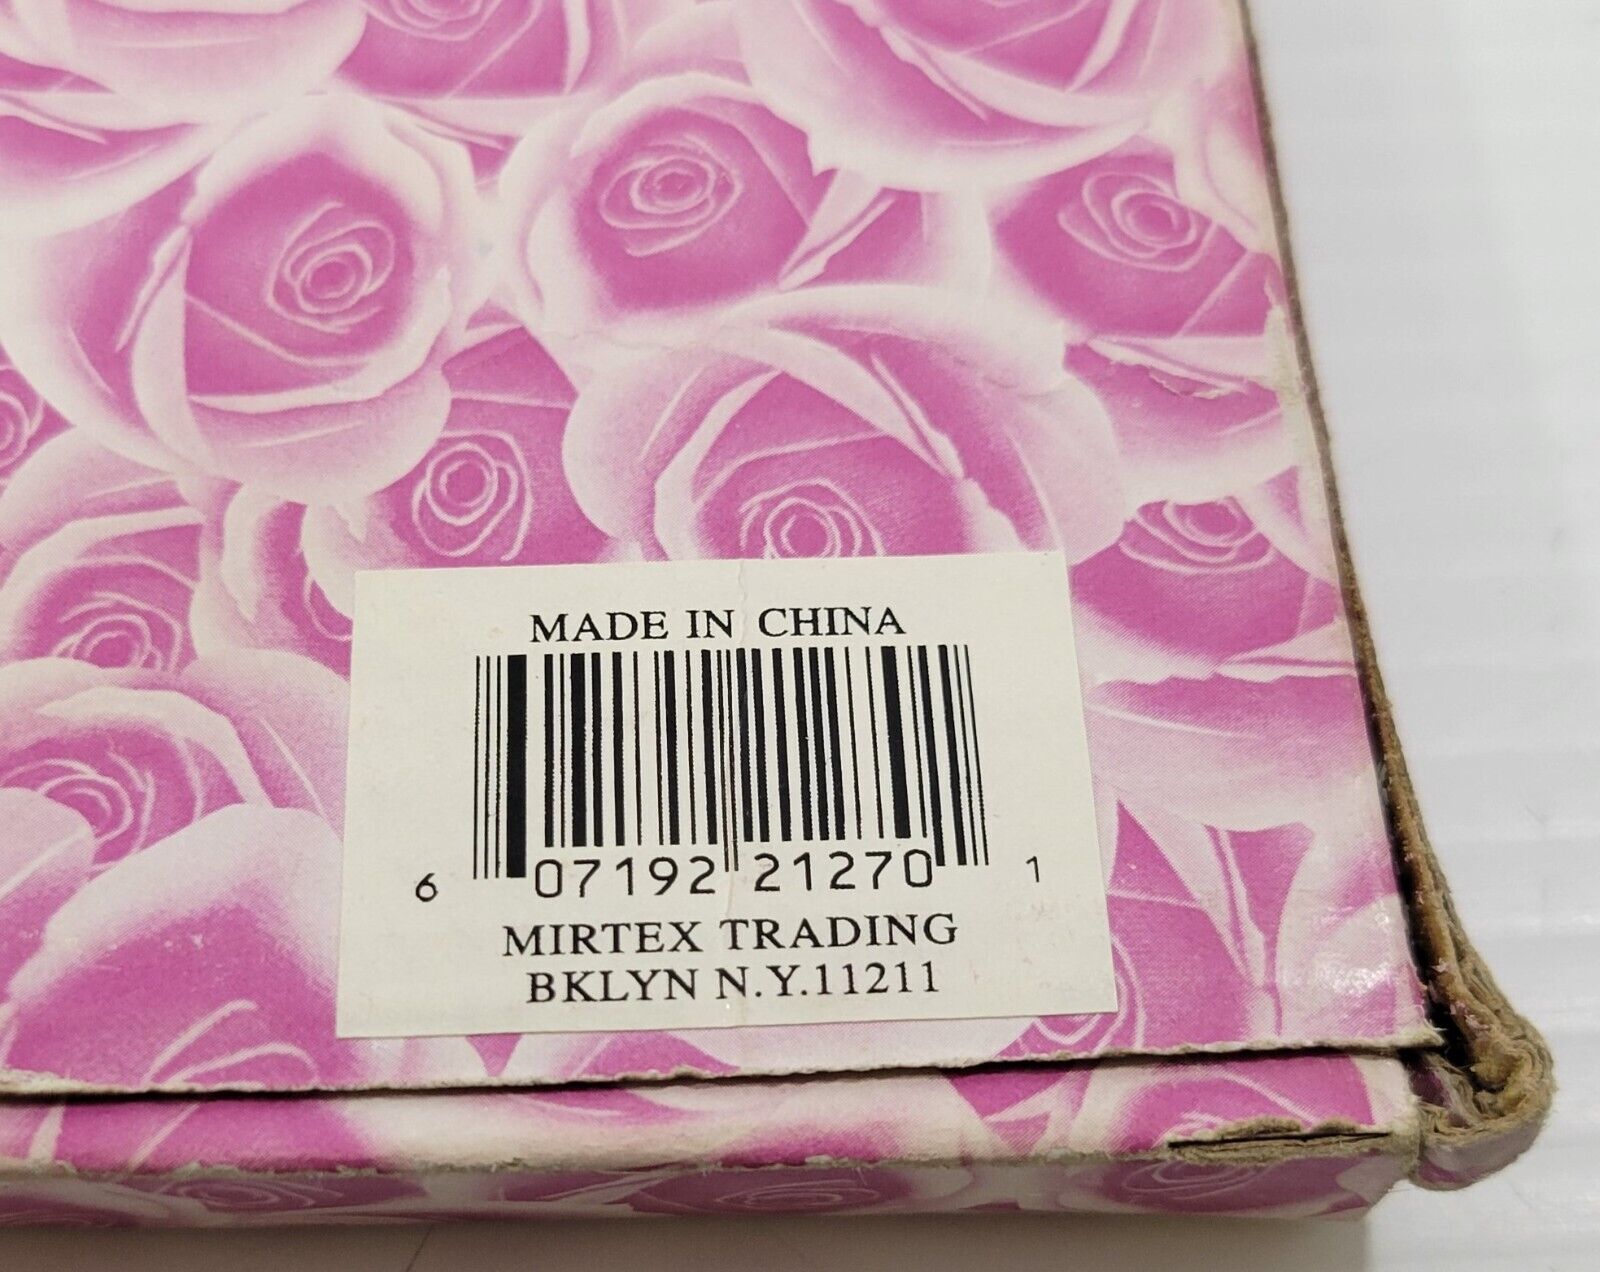 MADE IN CHINA
6 07192 21270 1
MIRTEX TRADING
BKLYN N.Y.11211